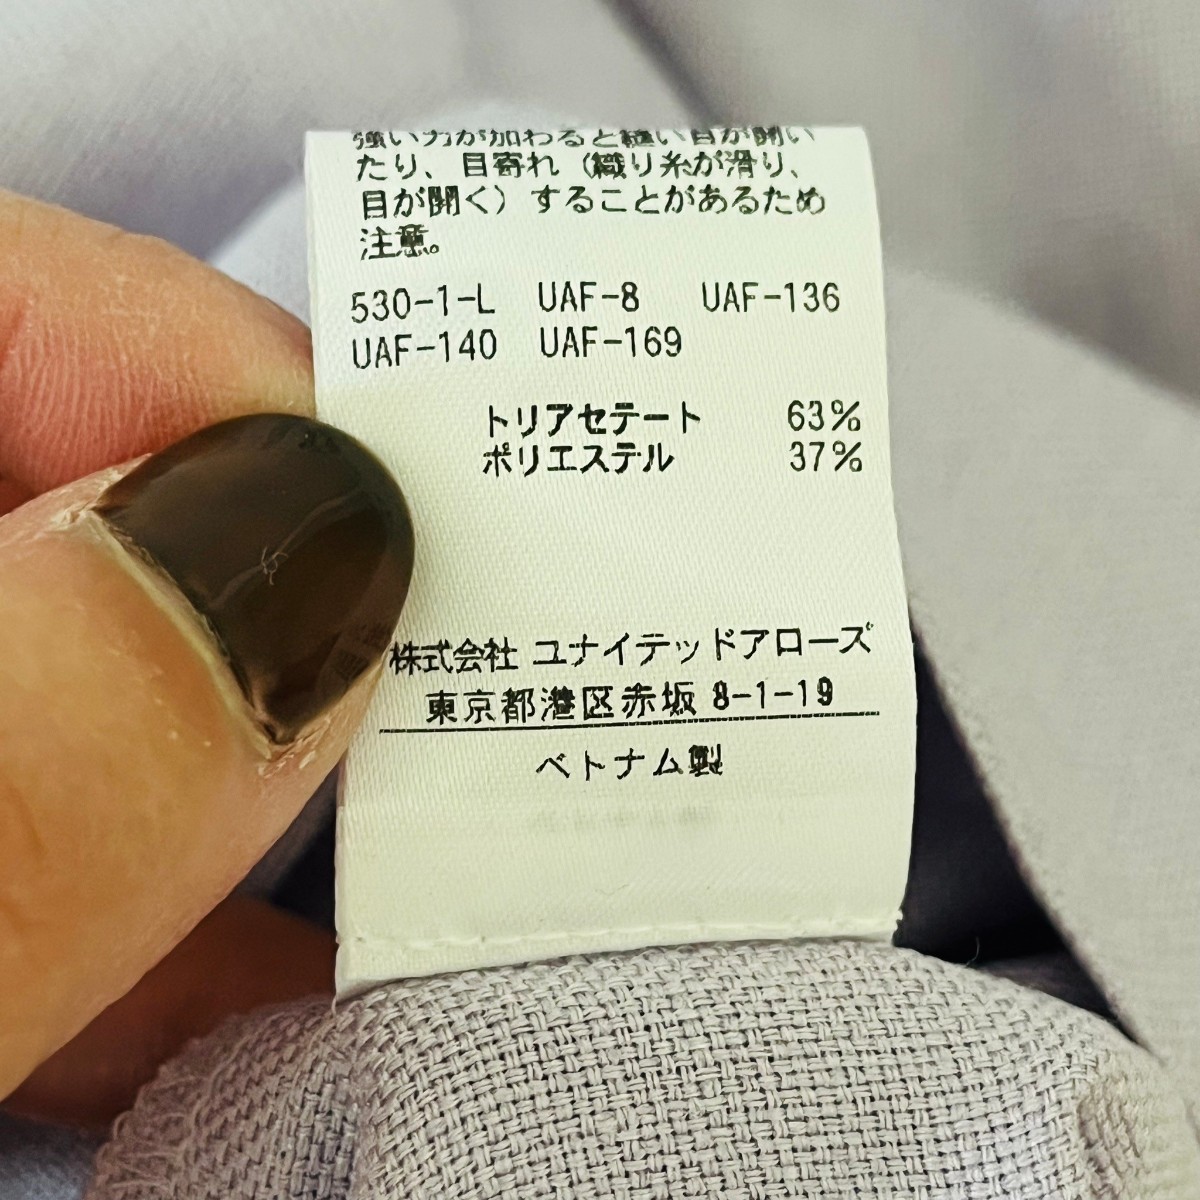 強い力が加わると縫い目が開い
たり、目寄れ（織り糸が滑り、
目が開く）することがあるため
注意。
530-1-L UAF-8 UAF-136
UAF-140 UAF-169
トリアセテート 63%
ポリエステル 37%
株式会社 ユナイテッドアローズ
東京都港区赤坂 8-1-19
ベトナム製